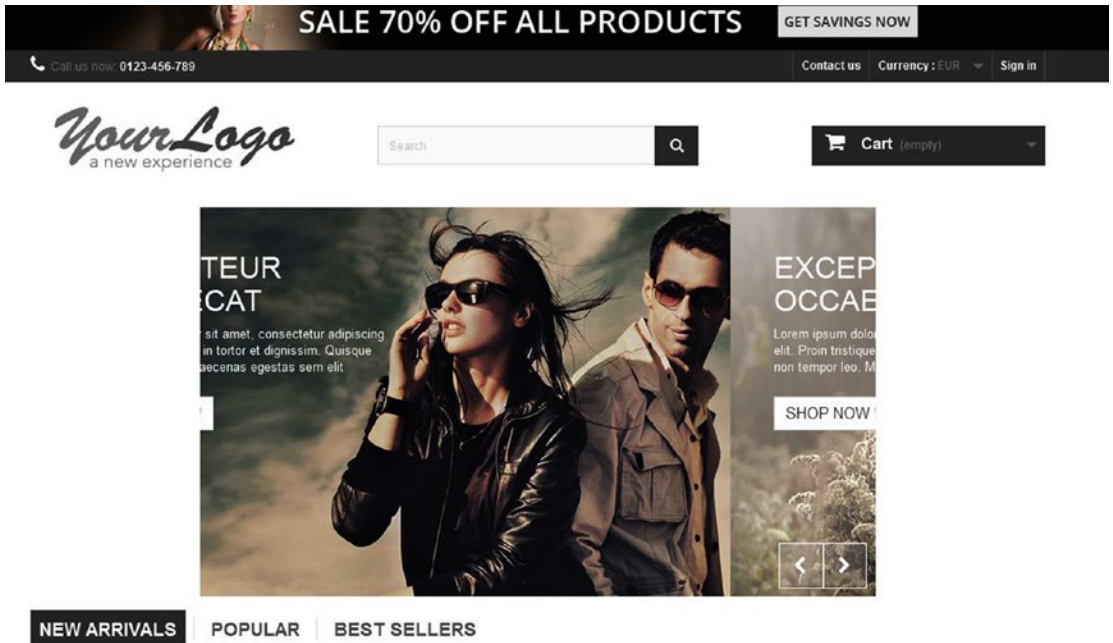 SALE 70% OFF ALL PRODUCTS GET SAVINGS NOW
Call us now: 0123-456-789 Contact us Currency : EUR Sign in
Your Logo
a new experience
Search
Cart (empty)
TEUR
CAT
sit amet, consectetur adipiscing
in tortor et dignissim. Quisque
aecenas egestas sem elit
EXCEP
OCCAE
Lorem ipsum dolo
elit. Proin tristique
non tempor leo. M
SHOP NOW !
NEW ARRIVALS POPULAR BEST SELLERS